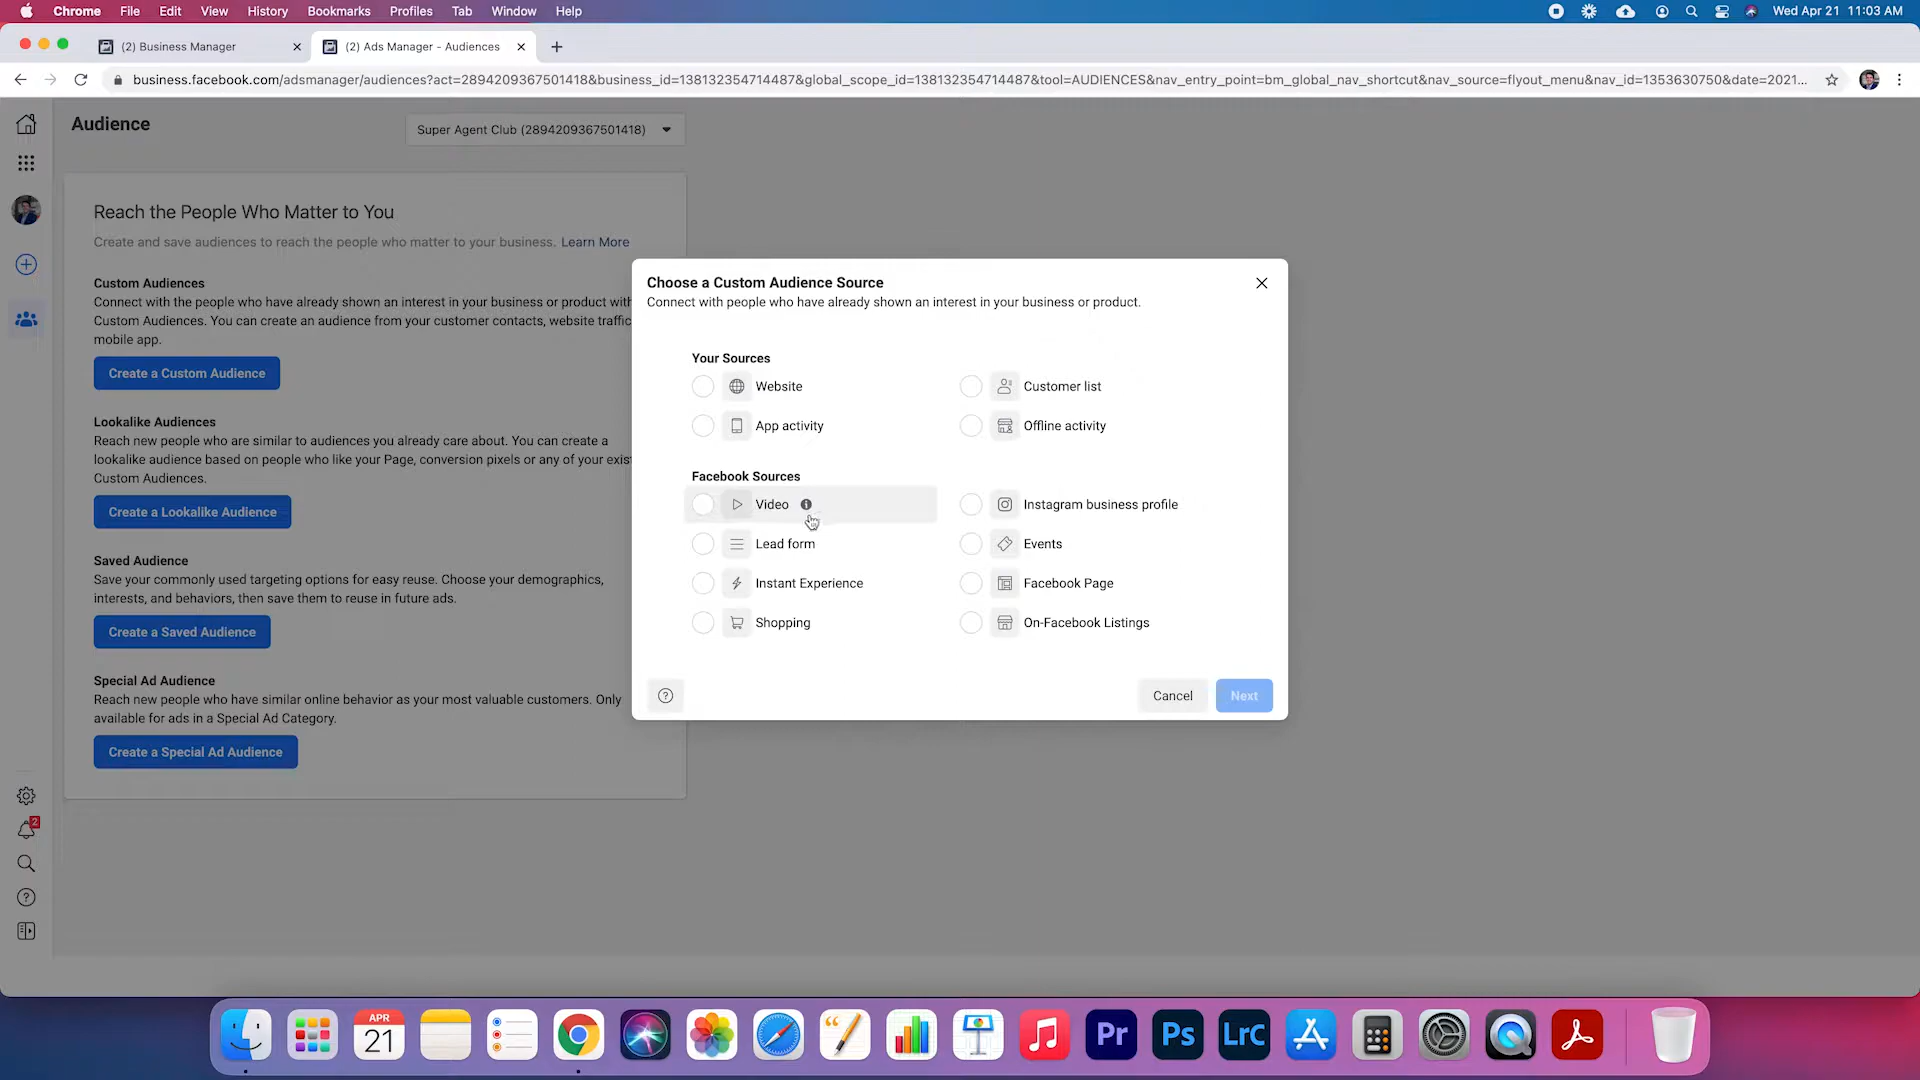 Chrome File Edit View History Bookmarks Profiles Tab Window Help Wed Apr 21 11:03 AM
(2) Business Manager (2) Ads Manager - Audiences
business.facebook.com/adsmanager/audiences?act=2894209367501418&business_id=138132354714487&global_scope_id=138132354714487&tool=AUDIENCES&nav_entry_point=bm_global_nav_shortcut&nav_source=flyout_menu&nav_id=1353630750&date=2021...
Audience
Super Agent Club (2894209367501418)
Reach the People Who Matter to You
Create and save audiences to reach the people who matter to your business. Learn More
Custom Audiences
Connect with the people who have already shown an interest in your business or product with
Custom Audiences. You can create an audience from your customer contacts, website traffic
mobile app.
Create a Custom Audience
Lookalike Audiences
Reach new people who are similar to audiences you already care about. You can create a
lookalike audience based on people who like your Page, conversion pixels or any of your exis
Custom Audiences.
Create a Lookalike Audience
Saved Audience
Save your commonly used targeting options for easy reuse. Choose your demographics,
interests, and behaviors, then save them to reuse in future ads.
Create a Saved Audience
Special Ad Audience
Reach new people who have similar online behavior as your most valuable customers. Only
available for ads in a Special Ad Category.
Create a Special Ad Audience
2
Choose a Custom Audience Source
Connect with people who have already shown an interest in your business or product.
Your Sources
Website Customer list
App activity Offline activity
Facebook Sources
Video Instagram business profile
Lead form Events
Instant Experience Facebook Page
Shopping On-Facebook Listings
Cancel Next
APR
21
Pr Ps LrC